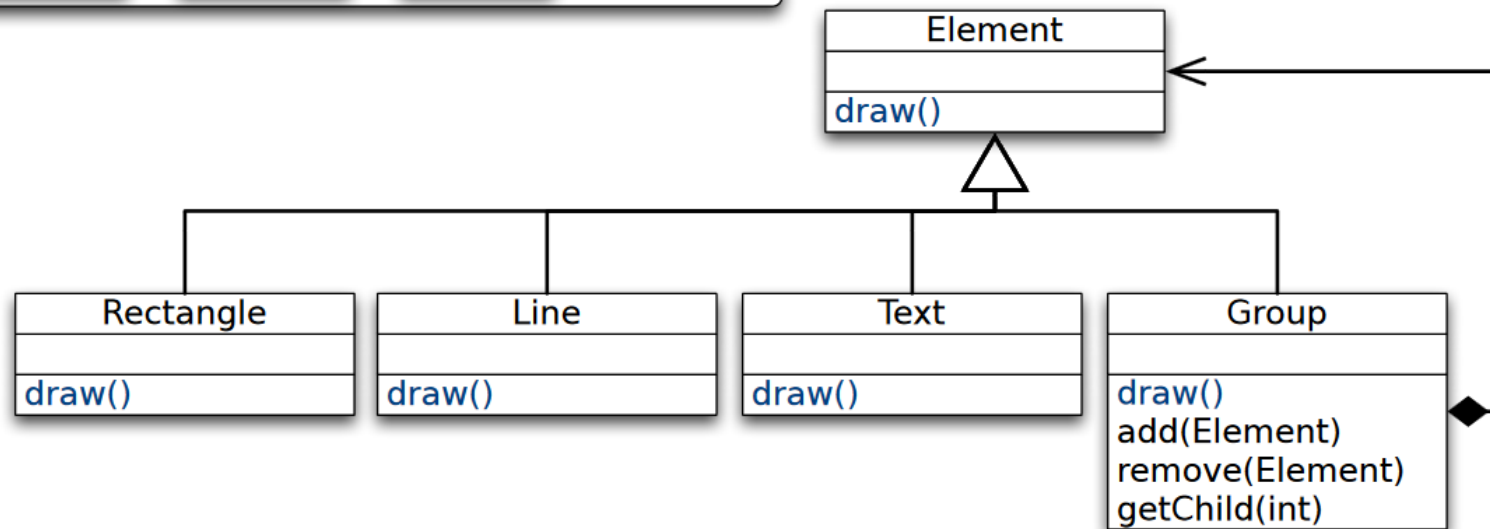 Element
draw()
Rectangle
draw()
Line
draw()
Text
draw()
Group
draw()
add(Element)
remove(Element)
getChild(int)